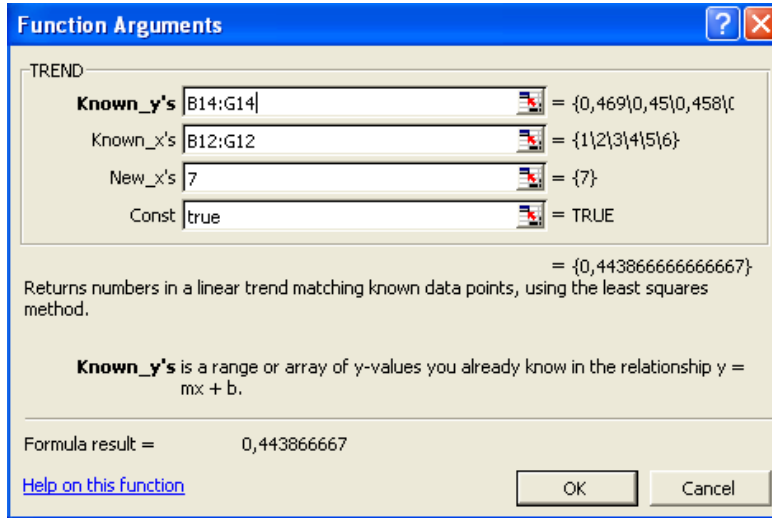 Function Arguments
TREND
Known_y's B14:G14 = {0,469\0,45\0,458\
Known_x's B12:G12 = {1\2\3\4\5\6}
New_x's 7 = {7}
Const true = TRUE
= {0,443866666666667}
Returns numbers in a linear trend matching known data points, using the least squares
method.
Known_y's is a range or array of y-values you already know in the relationship y =
mx + b.
Formula result = 0,443866667
Help on this function
OK Cancel